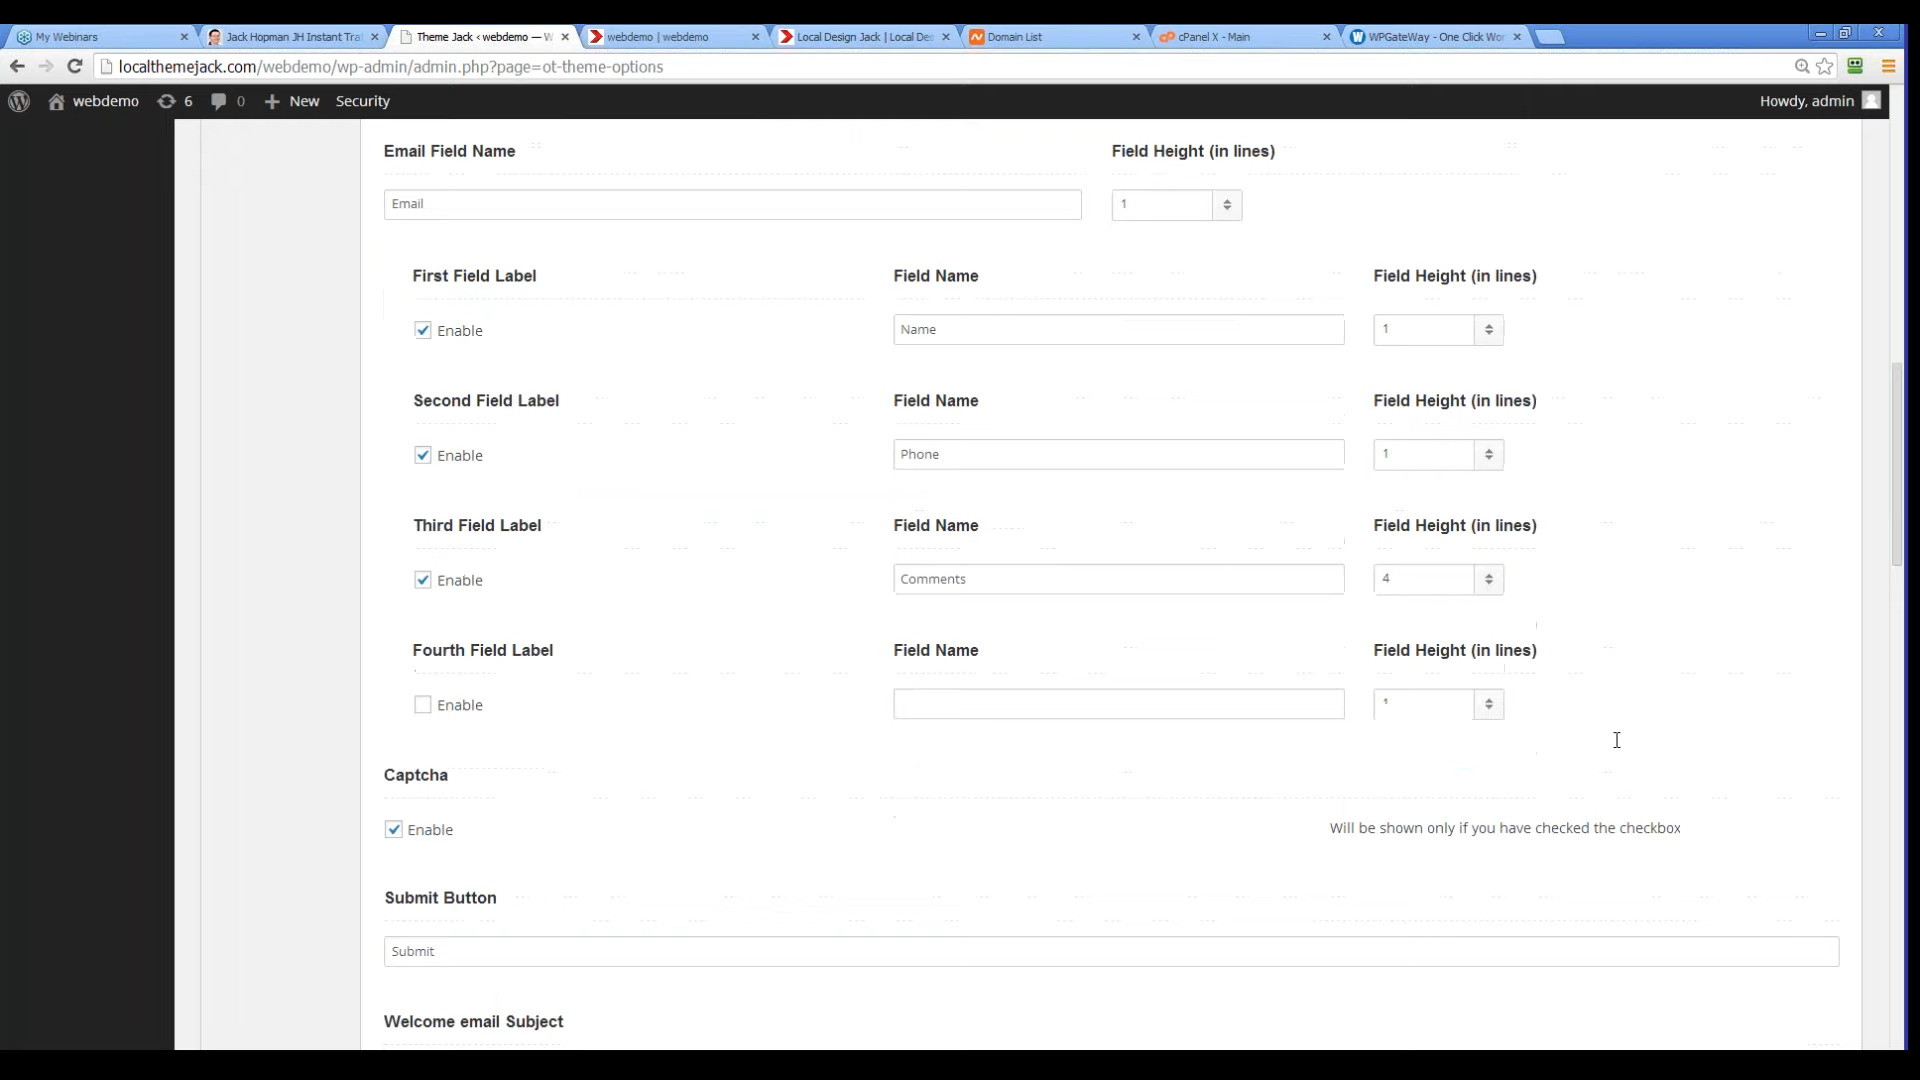 My Webinars
Jack Hopman JH Instant Tra
Theme Jack < webdemo — W
webdemo | webdemo
Local Design Jack | Local Des
Domain List
cPanel X - Main
WPGateWay - One Click Wor
localthemejack.com/webdemo/wp-admin/admin.php?page=ot-theme-options
webdemo 6 0 New Security Howdy, admin
Email Field Name Field Height (in lines)
Email 1
First Field Label Field Name Field Height (in lines)
Enable Name 1
Second Field Label Field Name Field Height (in lines)
Enable Phone 1
Third Field Label Field Name Field Height (in lines)
Enable Comments 4
Fourth Field Label Field Name Field Height (in lines)
Enable 1
Captcha
Enable Will be shown only if you have checked the checkbox
Submit Button
Submit
Welcome email Subject